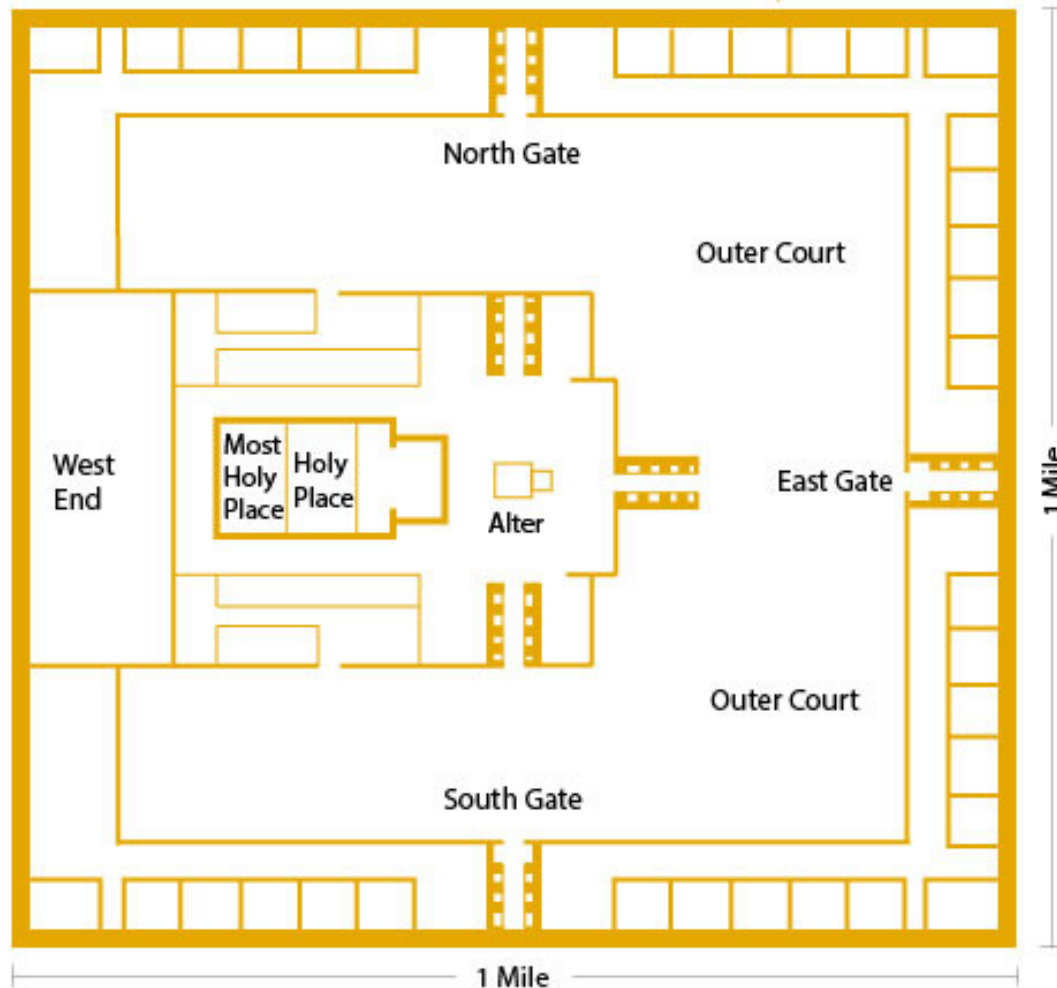 North Gate
Outer Court
West
End
Most
Holy
Place
Holy
Place
Alter
East Gate
1 Mile
Outer Court
South Gate
1 Mile